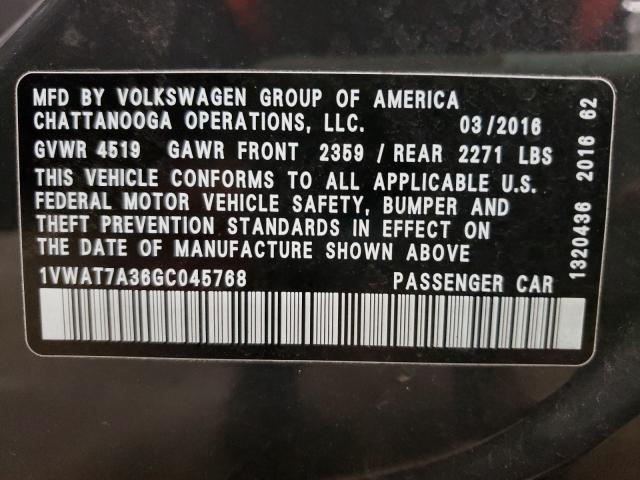 MFD BY VOLKSWAGEN GROUP OF AMERICA
CHATTANOOGA OPERATIONS, LLC. 03/2016
GVWR 4519 GAWR FRONT 2359 / REAR 2271 LBS
THIS VEHICLE CONFORMS TO ALL APPLICABLE U.S.
FEDERAL MOTOR VEHICLE SAFETY, BUMPER AND
THEFT PREVENTION STANDARDS IN EFFECT ON
THE DATE OF MANUFACTURE SHOWN ABOVE
1VWAT7A36GC045768 PASSENGER CAR
1320436 2016 62